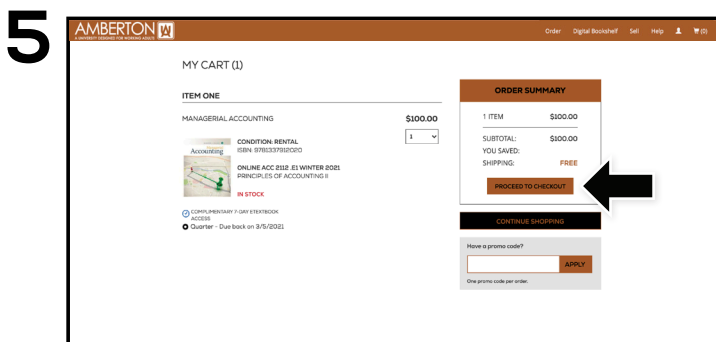 5
AMBERTON
A UNIVERSITY DESIGNED FOR WORKING ADULTS
Order Digital Bookshelf Sell Help (0)
MY CART (1)
ITEM ONE
MANAGERIAL ACCOUNTING $100.00
1
Accounting
CONDITION: RENTAL
ISBN: 9781337912020
ONLINE ACC 2112 .E1 WINTER 2021
PRINCIPLES OF ACCOUNTING II
IN STOCK
COMPLIMENTARY 7-DAY ETEXTBOOK
ACCESS
Quarter - Due back on 3/5/2021
ORDER SUMMARY
1 ITEM $100.00
SUBTOTAL: $100.00
YOU SAVED:
SHIPPING: FREE
PROCEED TO CHECKOUT
CONTINUE SHOPPING
Have a promo code?
APPLY
One promo code per order.